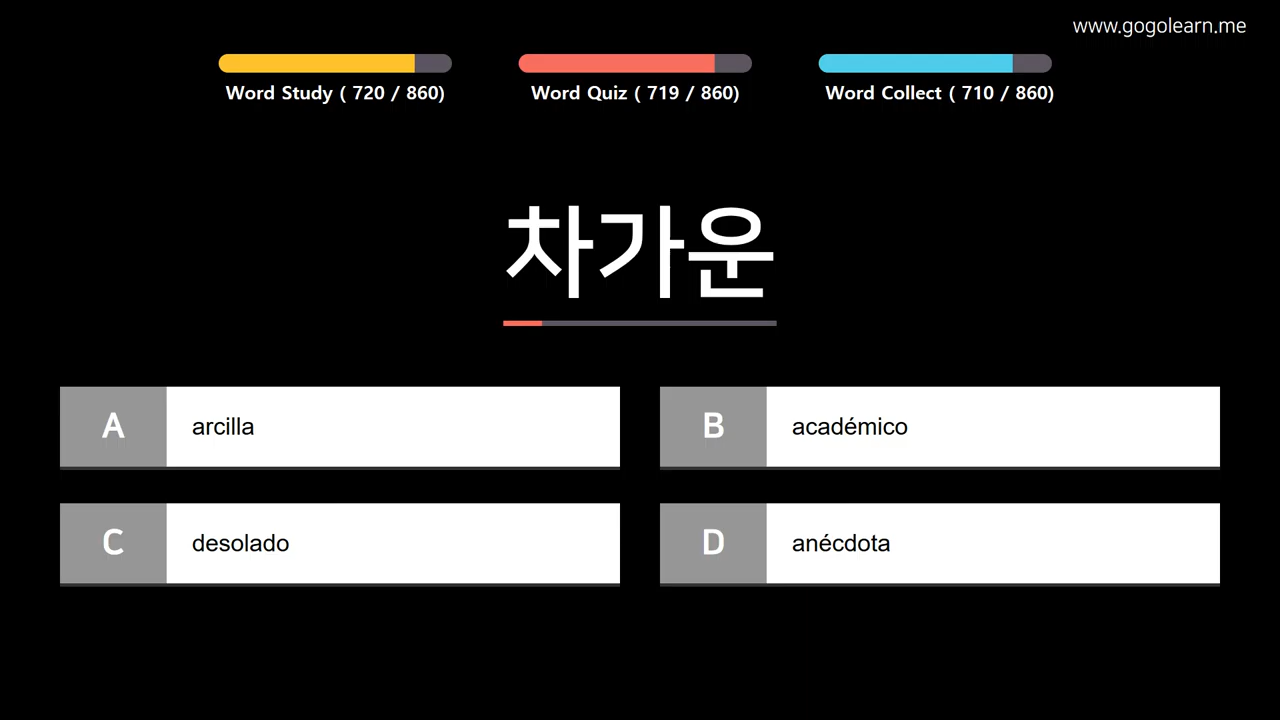 www.gogolearn.me
Word Study ( 720 / 860)
Word Quiz ( 719 / 860)
Word Collect ( 710 / 860)
차가운
A arcilla
B académico
C desolado
D anécdota